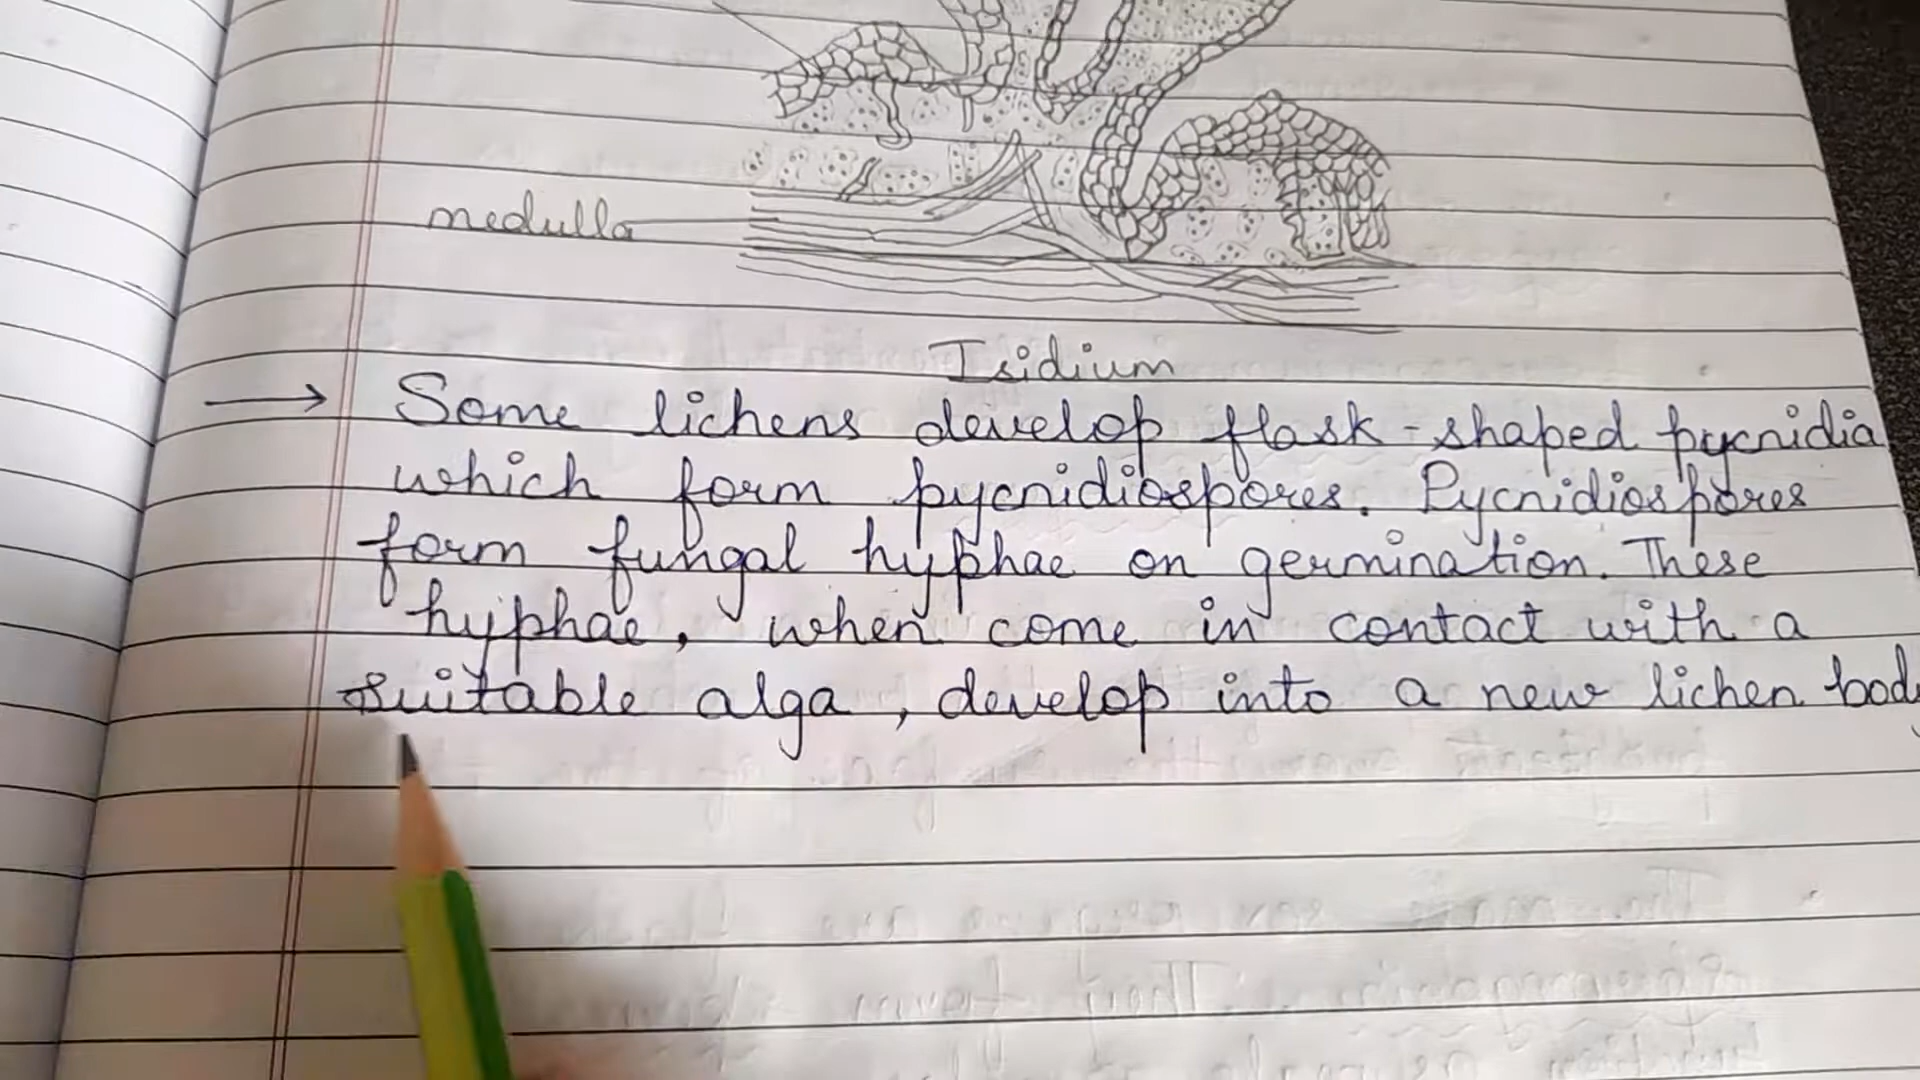 medulla
Isidium
→ Some lichens develop flask-shaped pycnidia
which form pycnidiospores. Pycnidiospores
form fungal hyphae on germination. These
hyphae, when come in contact with a
suitable alga, develop into a new lichen body